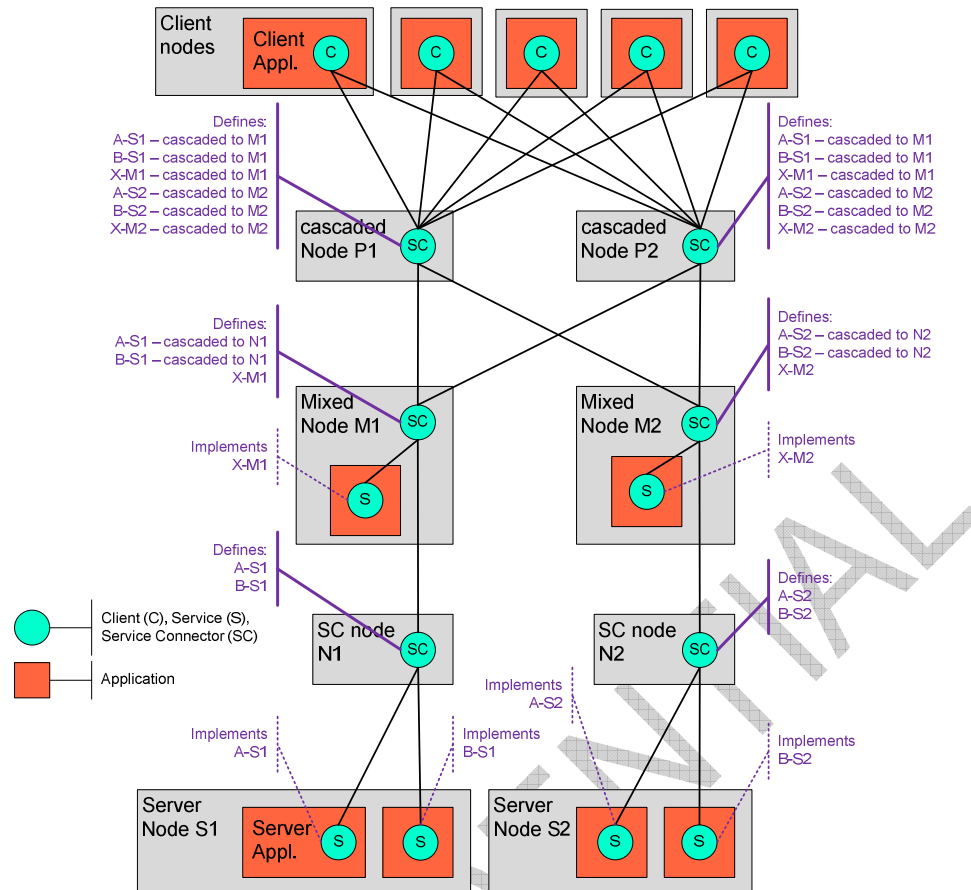 Client
nodes
Client
Appl.
C
C
C
C
C
Defines:
A-S1 – cascaded to M1
B-S1 – cascaded to M1
X-M1 – cascaded to M1
A-S2 – cascaded to M2
B-S2 – cascaded to M2
X-M2 – cascaded to M2
Defines:
A-S1 – cascaded to M1
B-S1 – cascaded to M1
X-M1 – cascaded to M1
A-S2 – cascaded to M2
B-S2 – cascaded to M2
X-M2 – cascaded to M2
cascaded
Node P1
SC
cascaded
Node P2
SC
Defines:
A-S1 – cascaded to N1
B-S1 – cascaded to N1
X-M1
Defines:
A-S2 – cascaded to N2
B-S2 – cascaded to N2
X-M2
Mixed
Node M1
SC
Mixed
Node M2
SC
Implements
X-M1
S
Implements
X-M2
S
Defines:
A-S1
B-S1
Defines:
A-S2
B-S2
Client (C), Service (S),
Service Connector (SC)
Application
SC node
N1
SC
SC node
N2
SC
Implements
A-S1
Implements
B-S1
Implements
A-S2
Implements
B-S2
Server
Node S1
Server
Appl.
S
S
Server
Node S2
S
S
ENTIAL